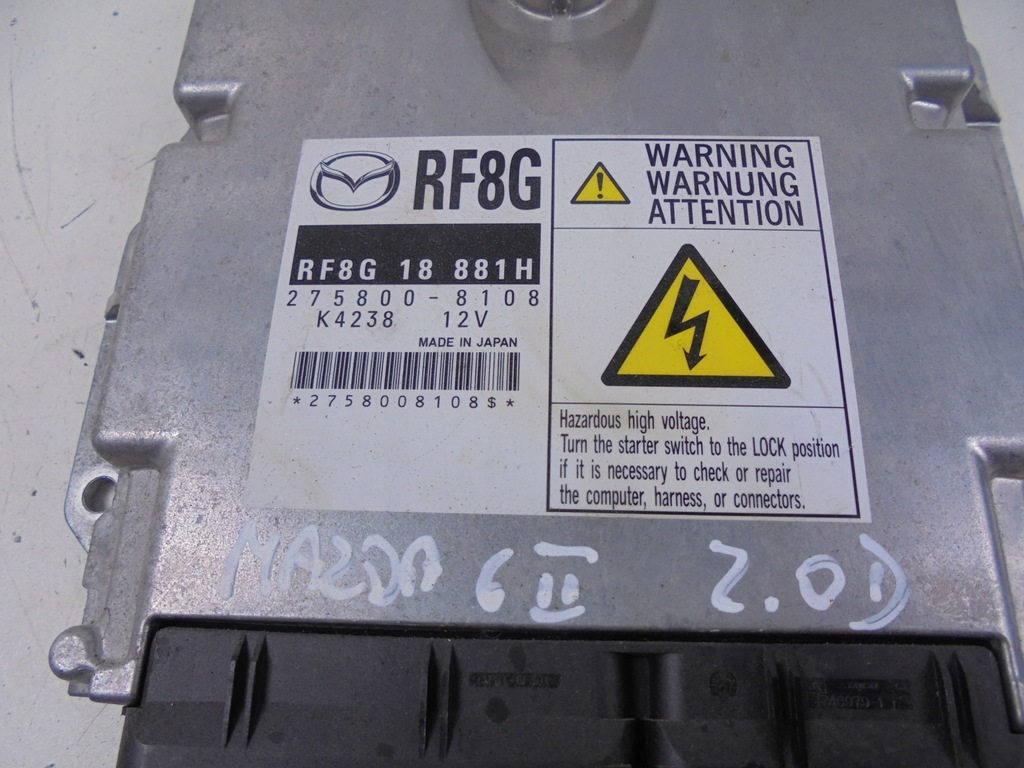 RF8G
RF8G 18 881H
275800-8108
K4238 12V
MADE IN JAPAN
*2758008108$*
WARNING
WARNUNG
ATTENTION
Hazardous high voltage.
Turn the starter switch to the LOCK position
if it is necessary to check or repair
the computer, harness, or connectors.
MAZDA 6 II 2.0D